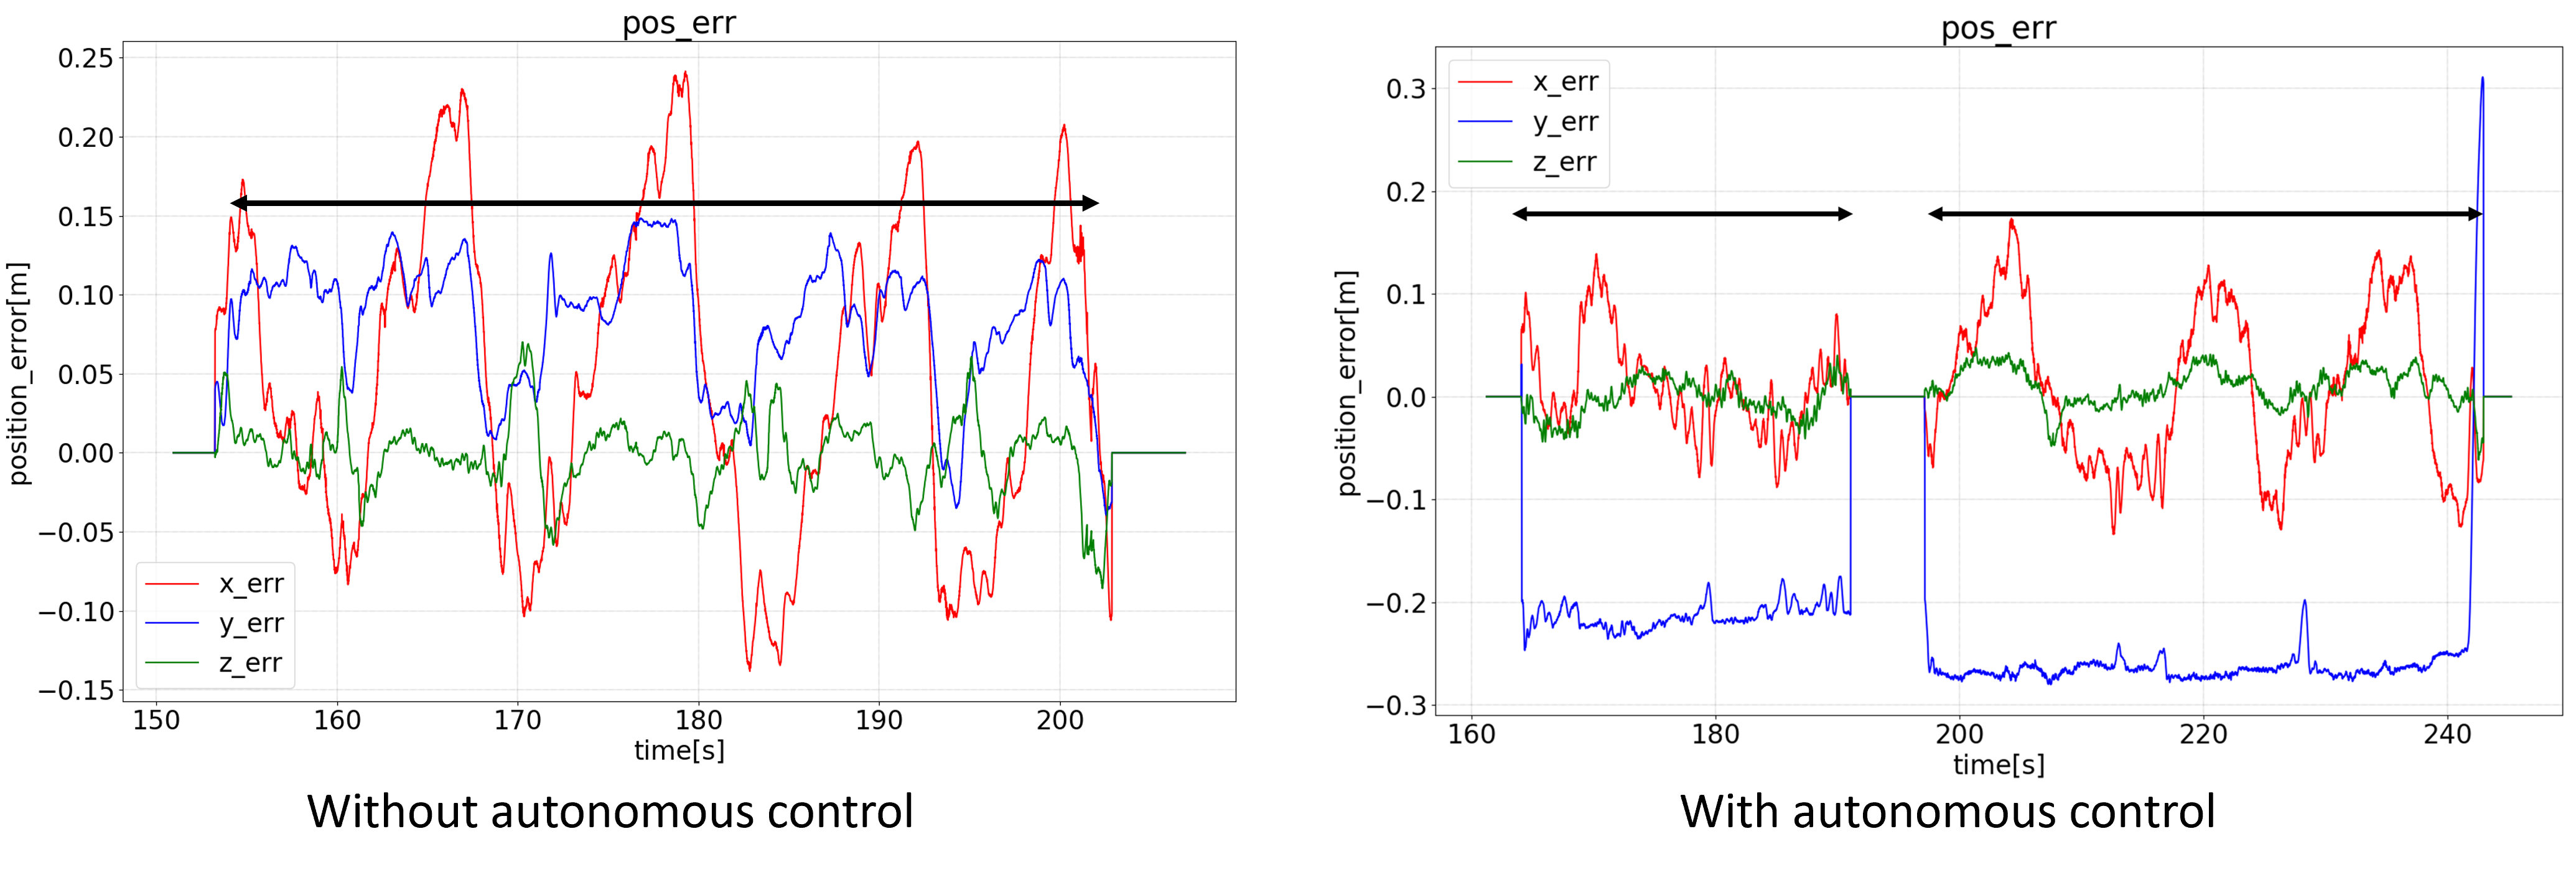 pos_err
0.25
0.20
0.15
0.10
0.05
0.00
−0.05
−0.10
−0.15
position_error[m]
x_err
y_err
z_err
150 160 170 180 190 200
time[s]
Without autonomous control
pos_err
x_err
y_err
z_err
0.3
0.2
0.1
0.0
−0.1
−0.2
−0.3
position_error[m]
160 180 200 220 240
time[s]
With autonomous control